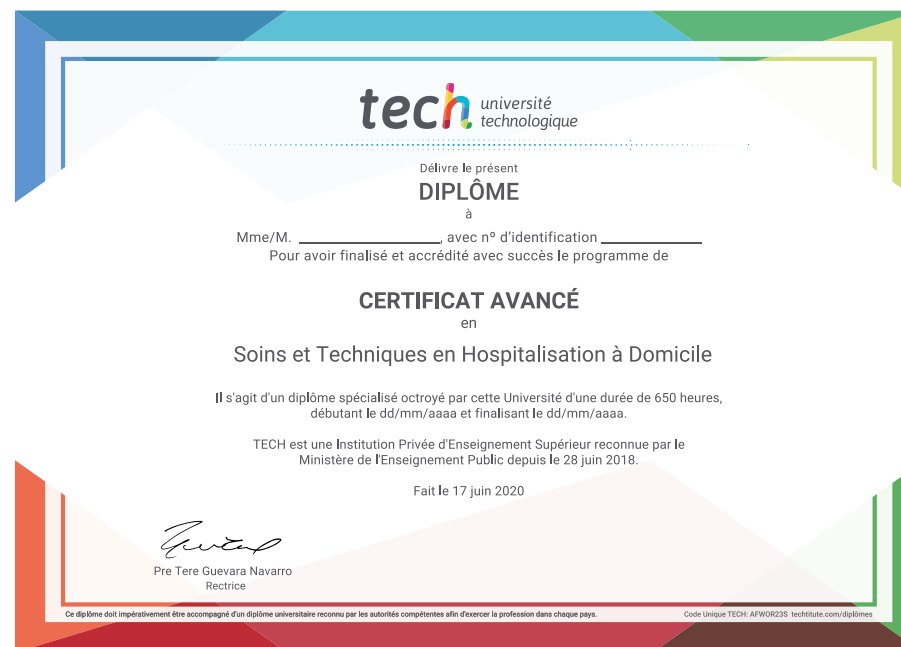 tech université
technologique
Délivre le présent
DIPLÔME
à
Mme/M. ____________________, avec nº d'identification ______________
Pour avoir finalisé et accrédité avec succès le programme de
CERTIFICAT AVANCÉ
en
Soins et Techniques en Hospitalisation à Domicile
Il s'agit d'un diplôme spécialisé octroyé par cette Université d'une durée de 650 heures,
débutant le dd/mm/aaaa et finalisant le dd/mm/aaaa.
TECH est une Institution Privée d'Enseignement Supérieur reconnue par le
Ministère de l'Enseignement Public depuis le 28 juin 2018.
Fait le 17 juin 2020
Pre Tere Guevara Navarro
Rectrice
Ce diplôme doit impérativement être accompagné d'un diplôme universitaire reconnu par les autorités compétentes afin d'exercer la profession dans chaque pays.
Code Unique TECH: AFWOR23S techtitute.com/diplômes